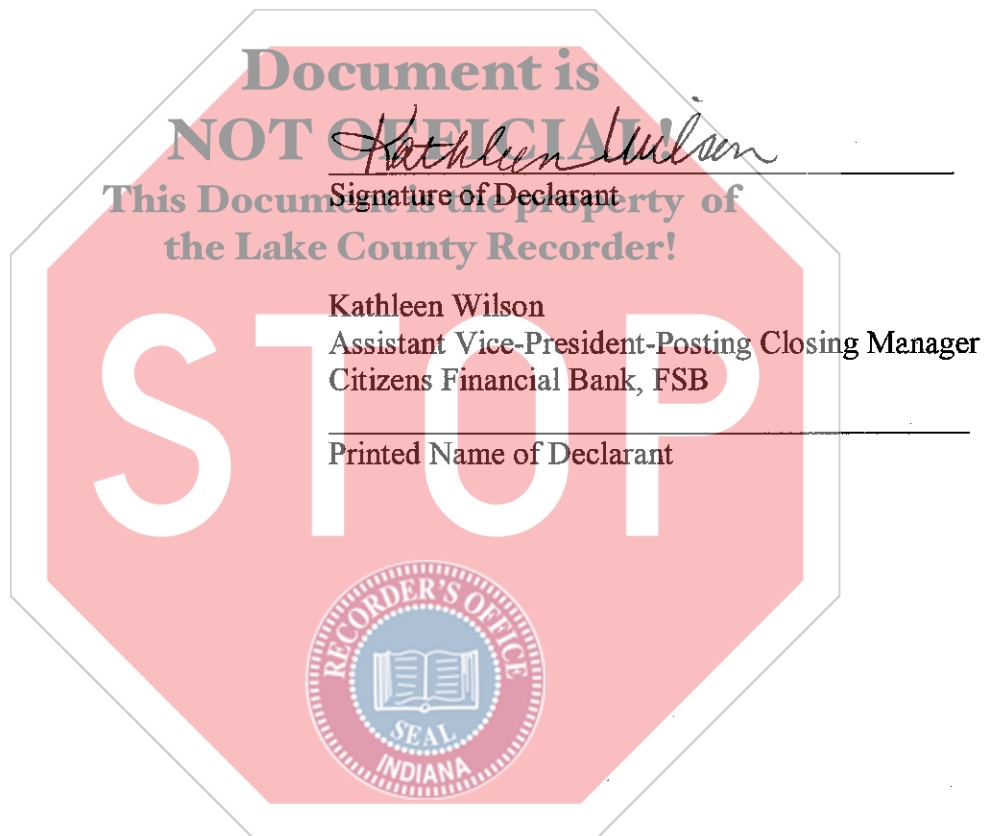 Document is
NOT OFFICIAL!
Kathleen Wilson
This Document is the property of
the Lake County Recorder!
Signature of Declarant
Kathleen Wilson
Assistant Vice-President-Posting Closing Manager
Citizens Financial Bank, FSB
Printed Name of Declarant
STOP
RECORDER'S OFFICE
SEAL
INDIANA